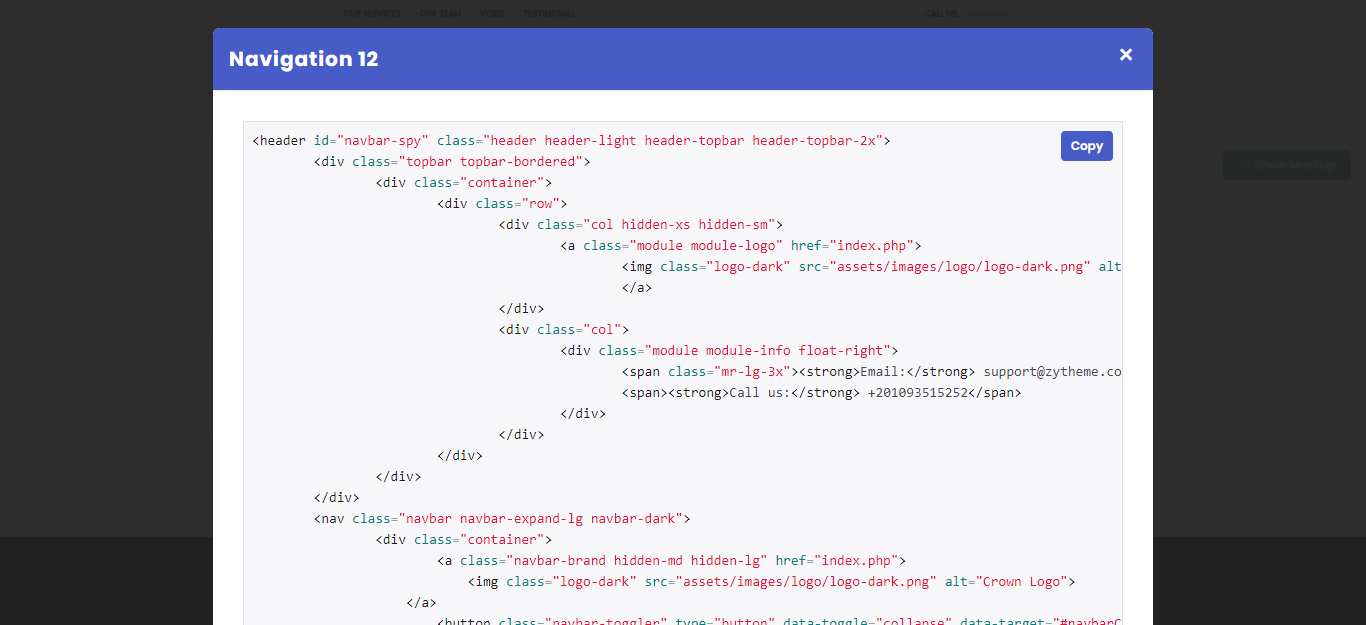 OUR SERVICES OUR TEAM VIDEO TESTIMONIAL CALL US:
Navigation 12 ×
Show Markup
Copy
<header id="navbar-spy" class="header header-light header-topbar header-topbar-2x">
<div class="topbar topbar-bordered">
<div class="container">
<div class="row">
<div class="col hidden-xs hidden-sm">
<a class="module module-logo" href="index.php">
<img class="logo-dark" src="assets/images/logo/logo-dark.png" alt
</a>
</div>
<div class="col">
<div class="module module-info float-right">
<span class="mr-lg-3x"><strong>Email:</strong> support@zytheme.co
<span><strong>Call us:</strong> +201093515252</span>
</div>
</div>
</div>
</div>
</div>
<nav class="navbar navbar-expand-lg navbar-dark">
<div class="container">
<a class="navbar-brand hidden-md hidden-lg" href="index.php">
<img class="logo-dark" src="assets/images/logo/logo-dark.png" alt="Crown Logo">
</a>
<button class="navbar-toggler" type="button" data-toggle="collapse" data-target="#navbarC